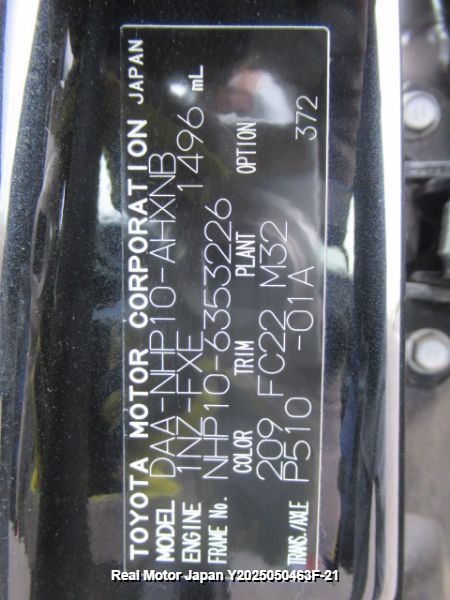 TOYOTA MOTOR CORPORATION JAPAN
MODEL DAA-NHP10-AHXNB
ENGINE 1NZ-FXE 1496 mL
FRAME No. NHP10-6353226
COLOR TRIM PLANT OPTION
209 FC22 M32 372
TRANS./AXLE P510 -01A
Real Motor Japan Y2025050463F-21